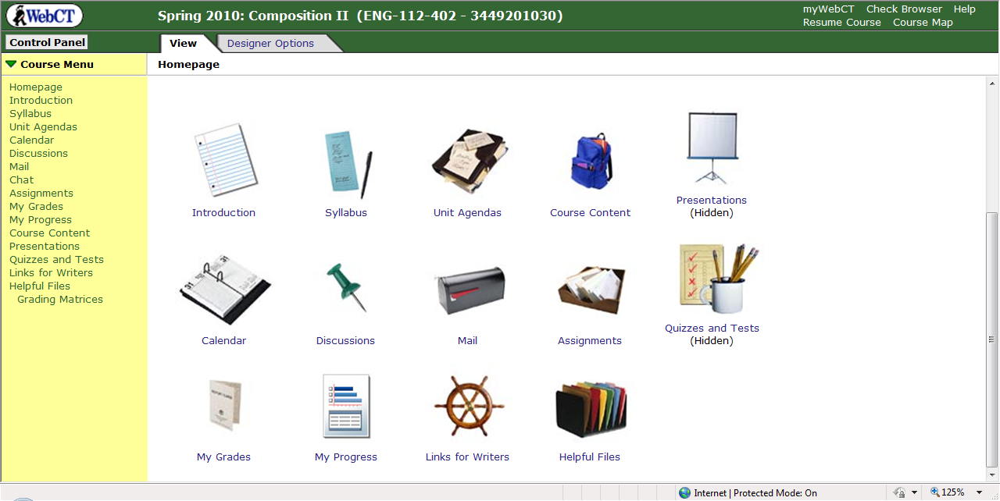 WebCT
Spring 2010: Composition II (ENG-112-402 - 3449201030)
myWebCT Check Browser Help
Resume Course Course Map
Control Panel
View
Designer Options
Course Menu
Homepage
Homepage
Introduction
Syllabus
Unit Agendas
Calendar
Discussions
Mail
Chat
Assignments
My Grades
My Progress
Course Content
Presentations
Quizzes and Tests
Links for Writers
Helpful Files
Grading Matrices
Introduction
Syllabus
Unit Agendas
Course Content
Presentations
(Hidden)
31
31
Calendar
Discussions
Mail
Assignments
Quizzes and Tests
(Hidden)
REPORT CARD
My Grades
My Progress
Links for Writers
Helpful Files
Internet | Protected Mode: On
125%